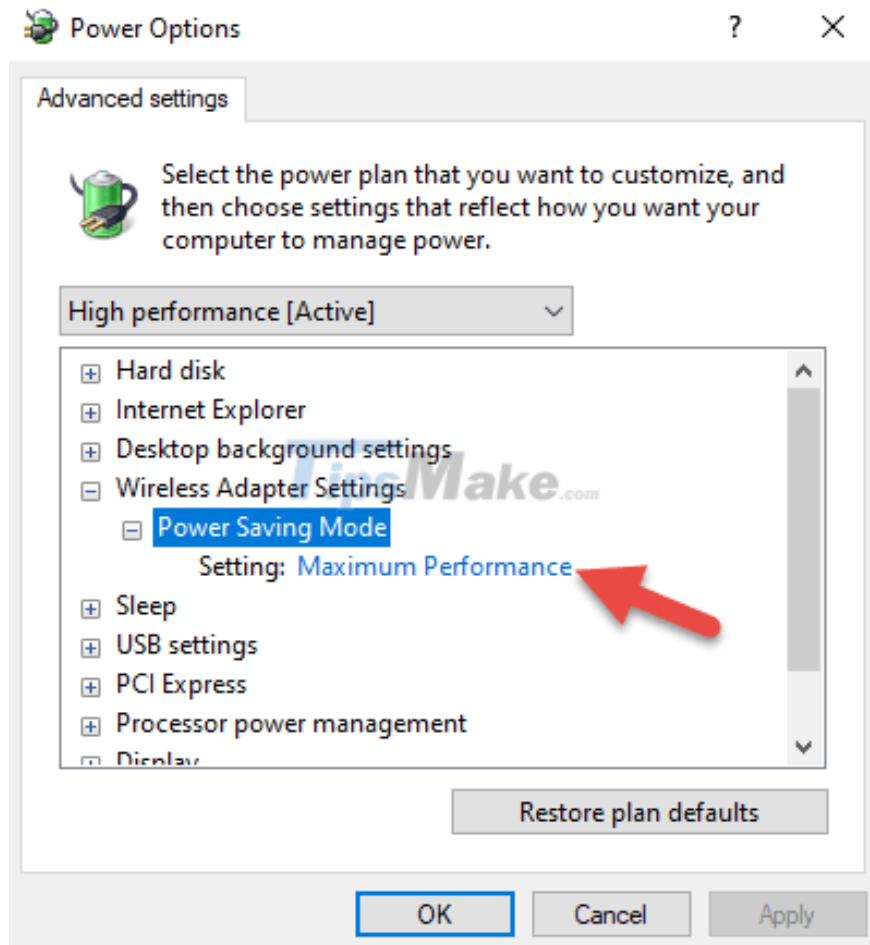 Power Options
?
Advanced settings
Select the power plan that you want to customize, and
then choose settings that reflect how you want your
computer to manage power.
High performance [Active]
Hard disk
Internet Explorer
Desktop background settings
TipsMake.com
Wireless Adapter Settings
Power Saving Mode
Setting: Maximum Performance
Sleep
USB settings
PCI Express
Processor power management
Display
Restore plan defaults
OK Cancel Apply